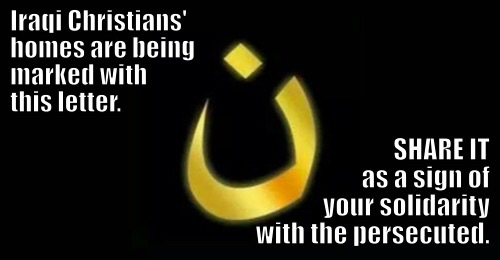 Iraqi Christians'
homes are being
marked with
this letter.
ن
SHARE IT
as a sign of
your solidarity
with the persecuted.